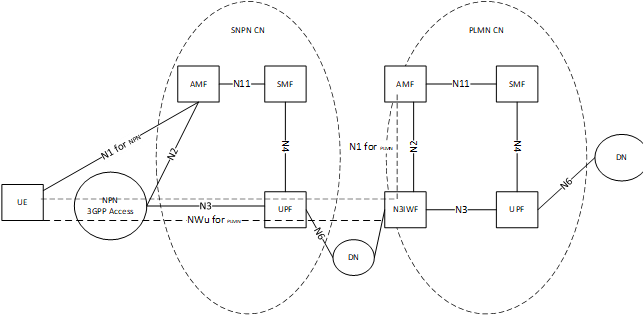 SNPN CN
PLMN CN
AMF
N11
SMF
AMF
N11
SMF
N1 for NPN
N2
N4
N1 for PLMN
N2
N4
DN
UE
NPN
3GPP Access
N3
UPF
N3IWF
N3
UPF
N6
NWu for PLMN
N6
DN